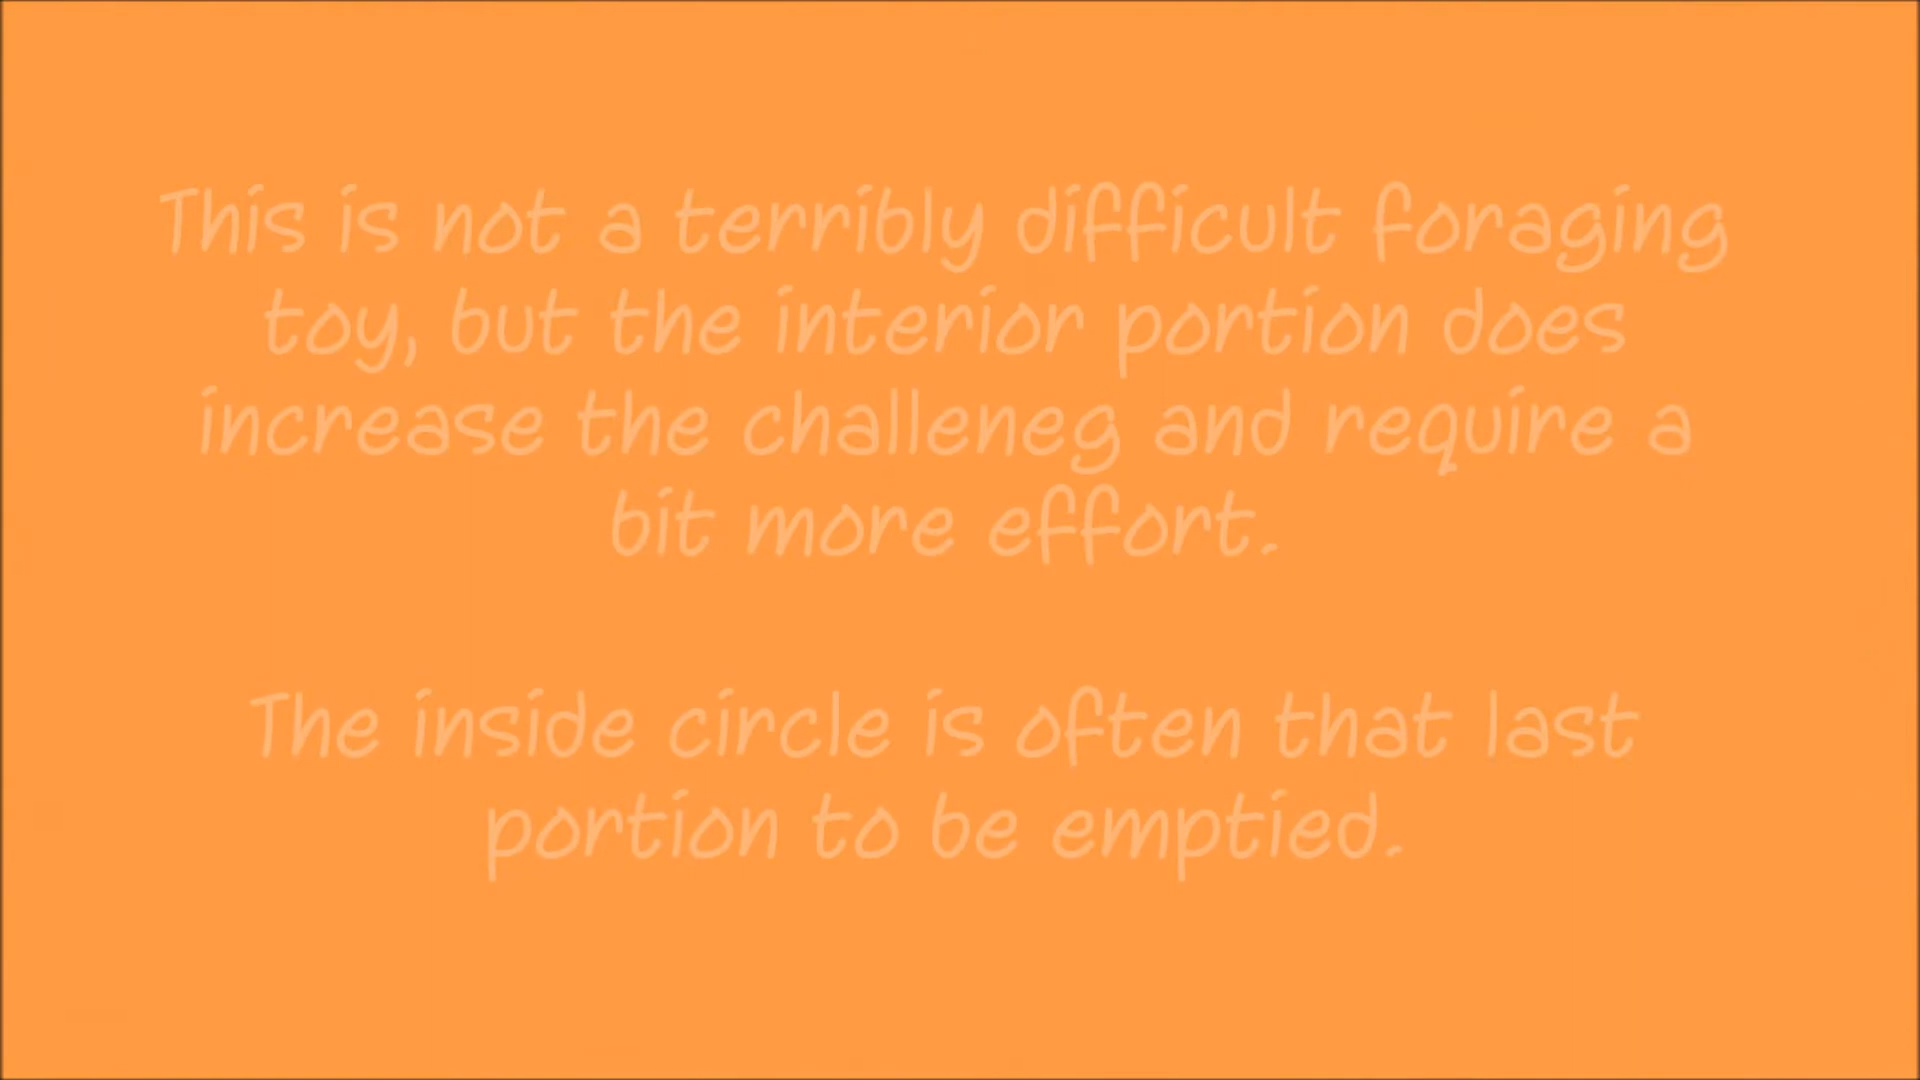 This is not a terribly difficult foraging
toy, but the interior portion does
increase the challeneg and require a
bit more effort.
The inside circle is often that last
portion to be emptied.